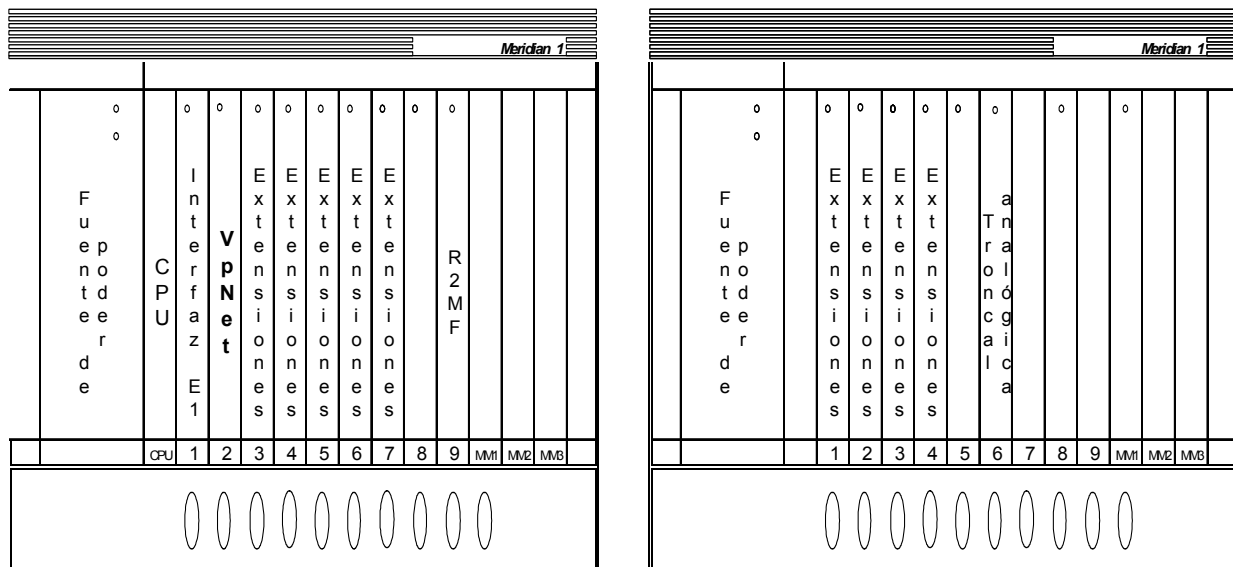 Meridian 1
Fuente de
poder
CPU
Interfaz E1
VpNet
Extensiones
Extensiones
Extensiones
Extensiones
Extensiones
R2MF
CPU 1 2 3 4 5 6 7 8 9 MM1 MM2 MM3
Meridian 1
Fuente de
poder
Extensiones
Extensiones
Extensiones
Extensiones
Troncal
analógica
1 2 3 4 5 6 7 8 9 MM1 MM2 MM3